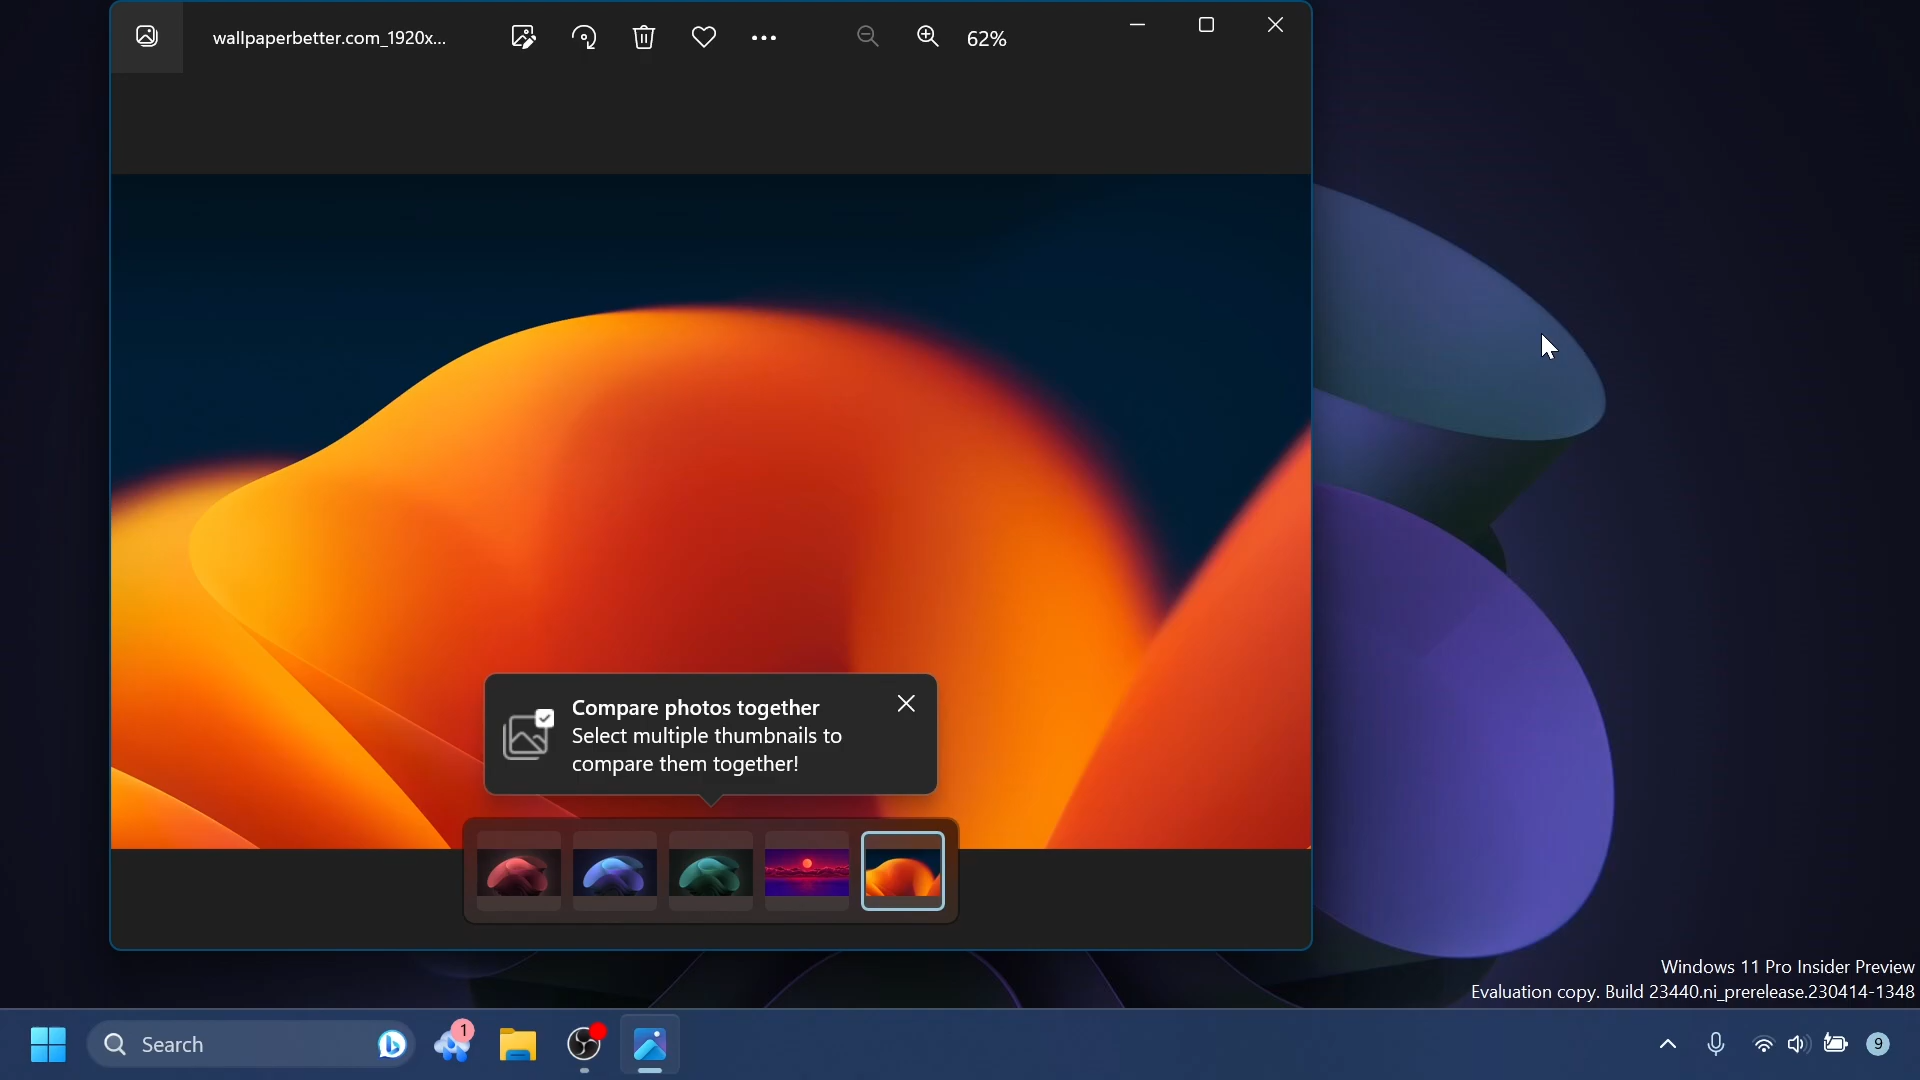 wallpaperbetter.com_1920x...
62%
Compare photos together
Select multiple thumbnails to
compare them together!
Windows 11 Pro Insider Preview
Evaluation copy. Build 23440.ni_prerelease.230414-1348
Search
1
9